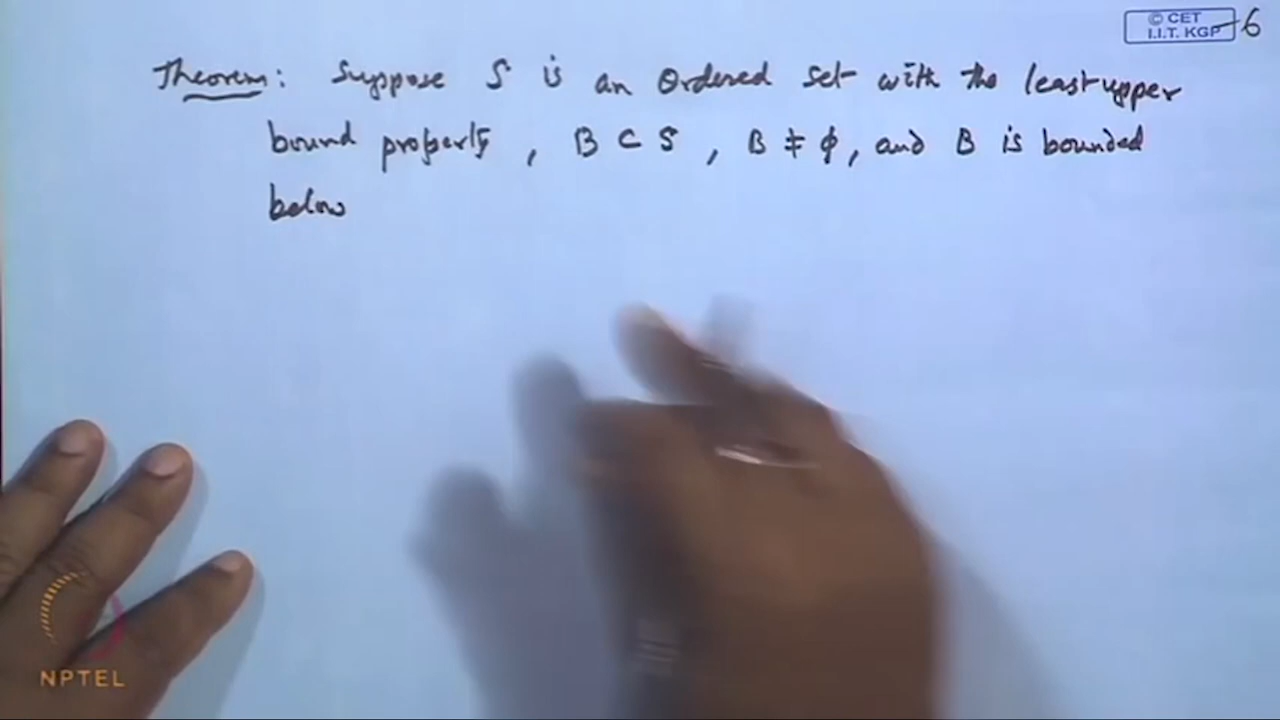 © CET
I.I.T. KGP
6
Theorem: Suppose S is an Ordered set with the least upper
bound property, B ⊂ S, B ≠ φ, and B is bounded
below
NPTEL